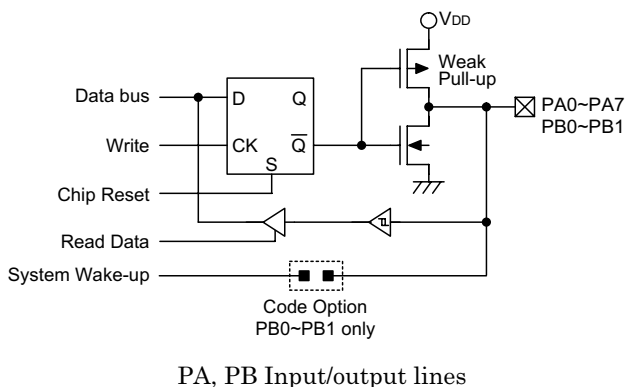 VDD
Weak
Pull-up
Data bus
D
Q
PA0~PA7
PB0~PB1
Write
CK
Q
S
Chip Reset
Read Data
System Wake-up
Code Option
PB0~PB1 only
PA, PB Input/output lines